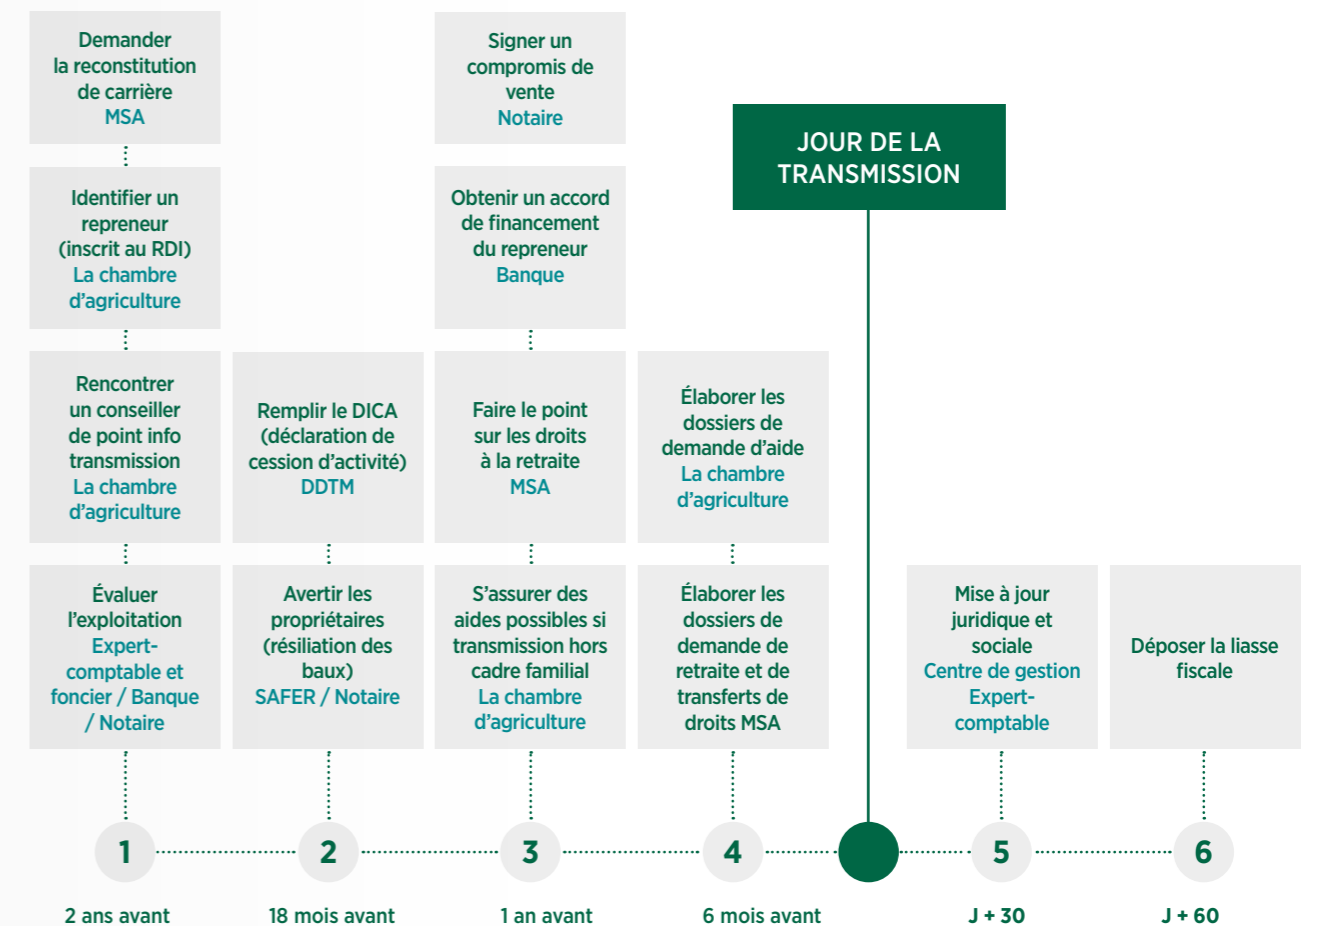 Demander
la reconstitution
de carrière
MSA
Identifier un
repreneur
(inscrit au RDI)
La chambre
d'agriculture
Rencontrer
un conseiller
de point info
transmission
La chambre
d'agriculture
Évaluer
l'exploitation
Expert-
comptable et
foncier / Banque
/ Notaire
1
2 ans avant
Remplir le DICA
(déclaration de
cession d'activité)
DDTM
Avertir les
propriétaires
(résiliation des
baux)
SAFER / Notaire
2
18 mois avant
Signer un
compromis de
vente
Notaire
Obtenir un accord
de financement
du repreneur
Banque
Faire le point
sur les droits
à la retraite
MSA
S'assurer des
aides possibles si
transmission hors
cadre familial
La chambre
d'agriculture
3
1 an avant
Élaborer les
dossiers de
demande d'aide
La chambre
d'agriculture
Élaborer les
dossiers de
demande de
retraite et de
transferts de
droits MSA
4
6 mois avant
JOUR DE LA
TRANSMISSION
Mise à jour
juridique et
sociale
Centre de gestion
Expert-
comptable
5
J + 30
Déposer la liasse
fiscale
6
J + 60